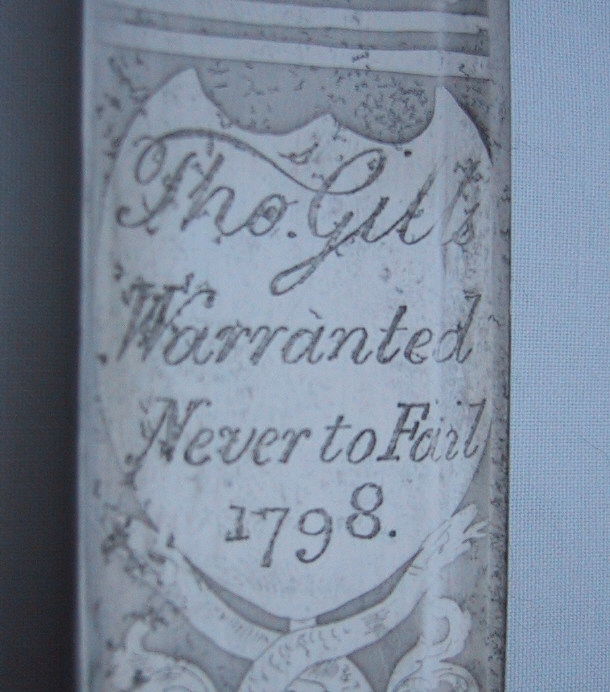 Tho. Gill's
Warranted
Never to Fail
1798.